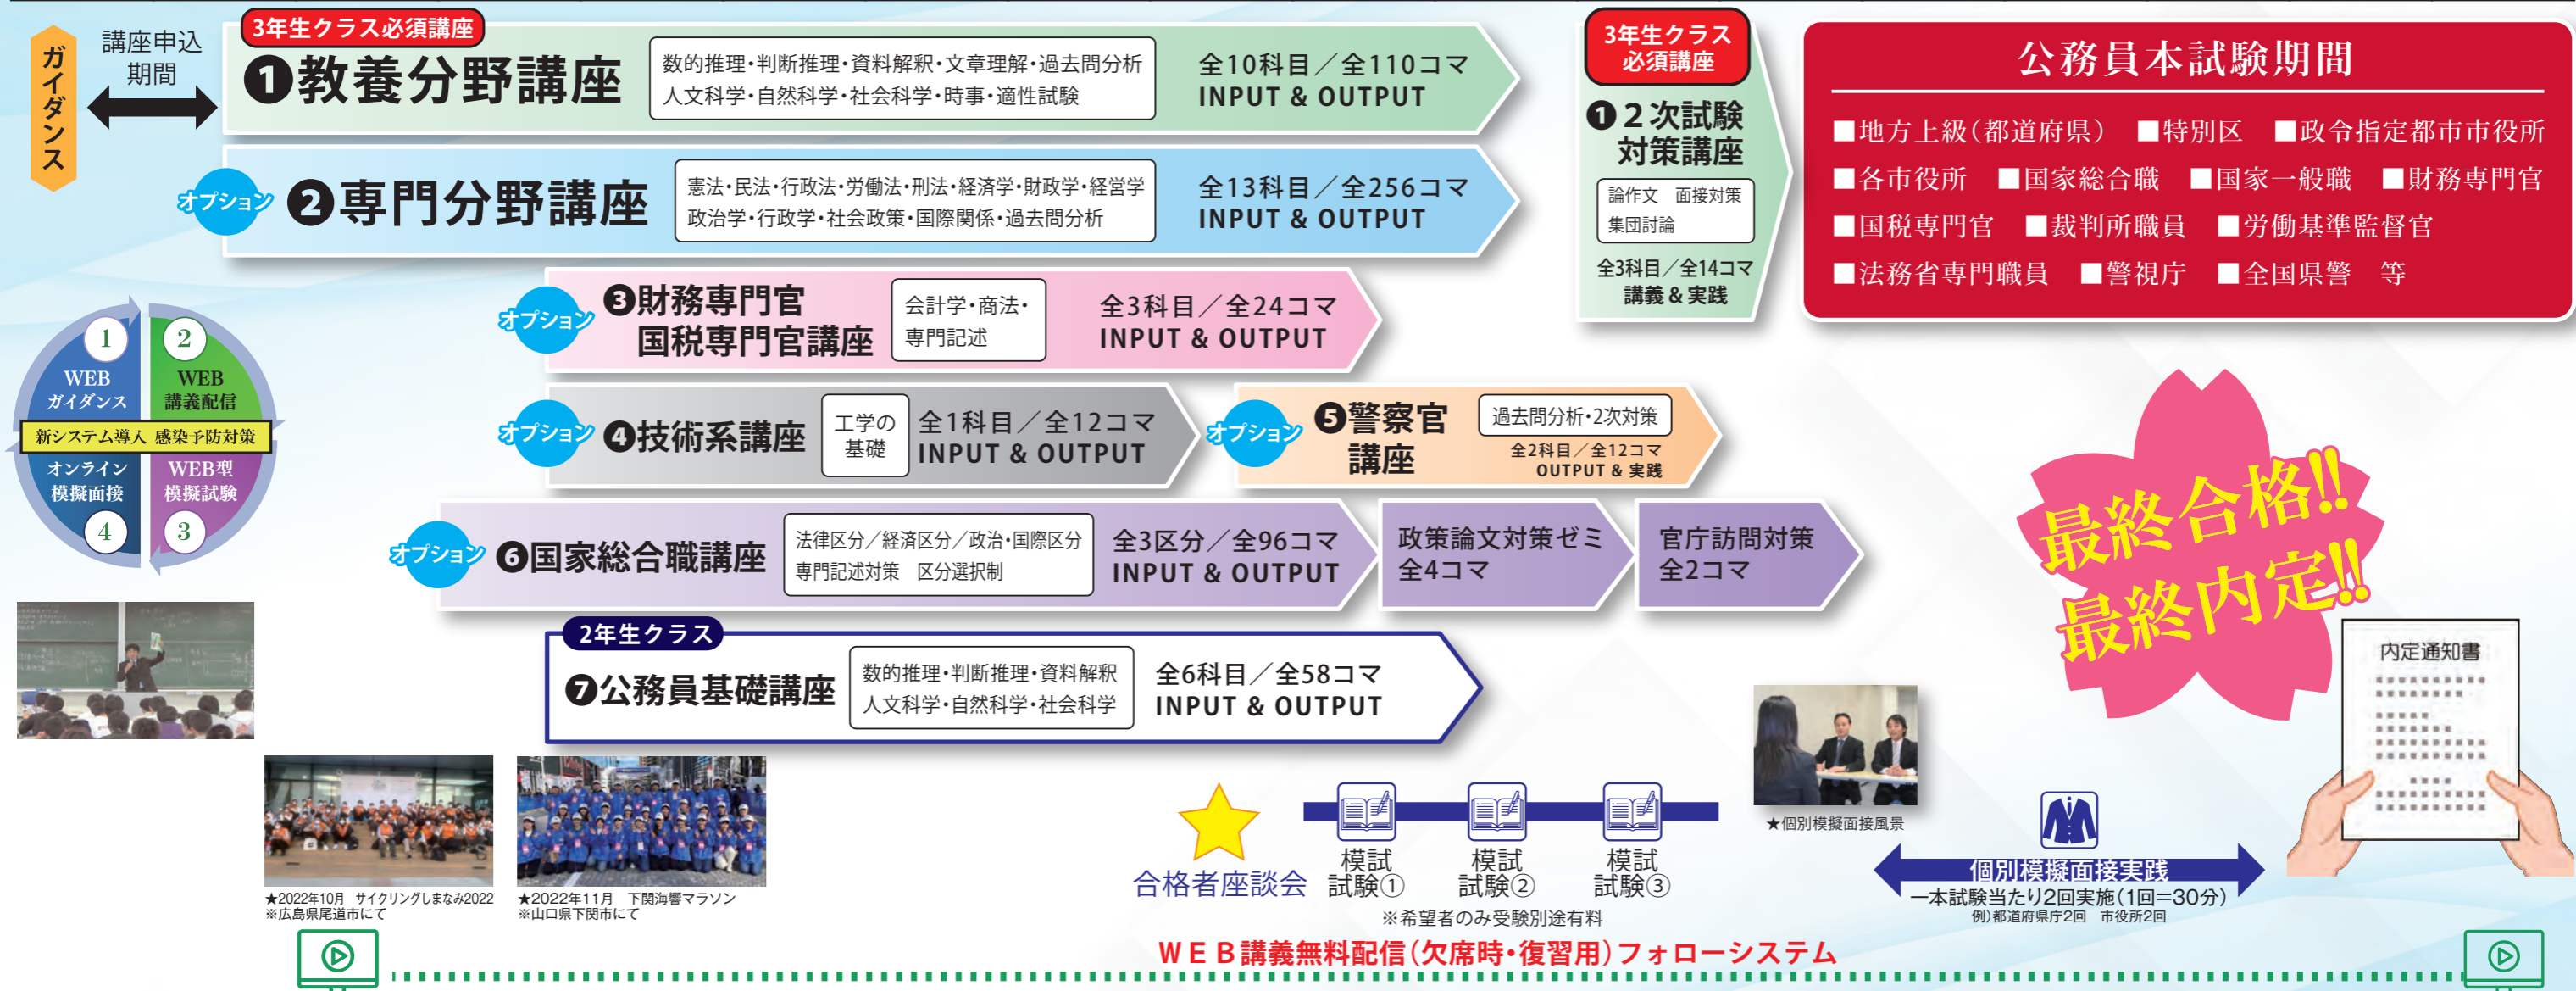 ガイダンス
講座申込
期間
3年生クラス必須講座
❶教養分野講座
数的推理・判断推理・資料解釈・文章理解・過去問分析
人文科学・自然科学・社会科学・時事・適性試験
全10科目／全110コマ
INPUT & OUTPUT
オプション
❷専門分野講座
憲法・民法・行政法・労働法・刑法・経済学・財政学・経営学
政治学・行政学・社会政策・国際関係・過去問分析
全13科目／全256コマ
INPUT & OUTPUT
3年生クラス
必須講座
❶２次試験
対策講座
論作文　面接対策
集団討論
全3科目／全14コマ
講義 & 実践
公務員本試験期間
■地方上級（都道府県）　■特別区　■政令指定都市市役所
■各市役所　■国家総合職　■国家一般職　■財務専門官
■国税専門官　■裁判所職員　■労働基準監督官
■法務省専門職員　■警視庁　■全国県警　等
オプション
❸財務専門官
国税専門官講座
会計学・商法・
専門記述
全3科目／全24コマ
INPUT & OUTPUT
1
WEB
ガイダンス
2
WEB
講義配信
新システム導入 感染予防対策
オンライン
模擬面接
4
WEB型
模擬試験
3
オプション
❹技術系講座
工学の
基礎
全1科目／全12コマ
INPUT & OUTPUT
オプション
❺警察官
講座
過去問分析・2次対策
全2科目／全12コマ
OUTPUT & 実践
オプション
❻国家総合職講座
法律区分／経済区分／政治・国際区分
専門記述対策　区分選択制
全3区分／全96コマ
INPUT & OUTPUT
政策論文対策ゼミ
全4コマ
官庁訪問対策
全2コマ
2年生クラス
❼公務員基礎講座
数的推理・判断推理・資料解釈
人文科学・自然科学・社会科学
全6科目／全58コマ
INPUT & OUTPUT
最終合格!!
最終内定!!
内定通知書
★2022年10月　サイクリングしまなみ2022
※広島県尾道市にて
★2022年11月　下関海響マラソン
※山口県下関市にて
合格者座談会
模試
試験①
模試
試験②
模試
試験③
※希望者のみ受験別途有料
★個別模擬面接風景
個別模擬面接実践
一本試験当たり2回実施（1回＝30分）
例）都道府県庁2回　市役所2回
ＷＥＢ講義無料配信（欠席時・復習用）フォローシステム